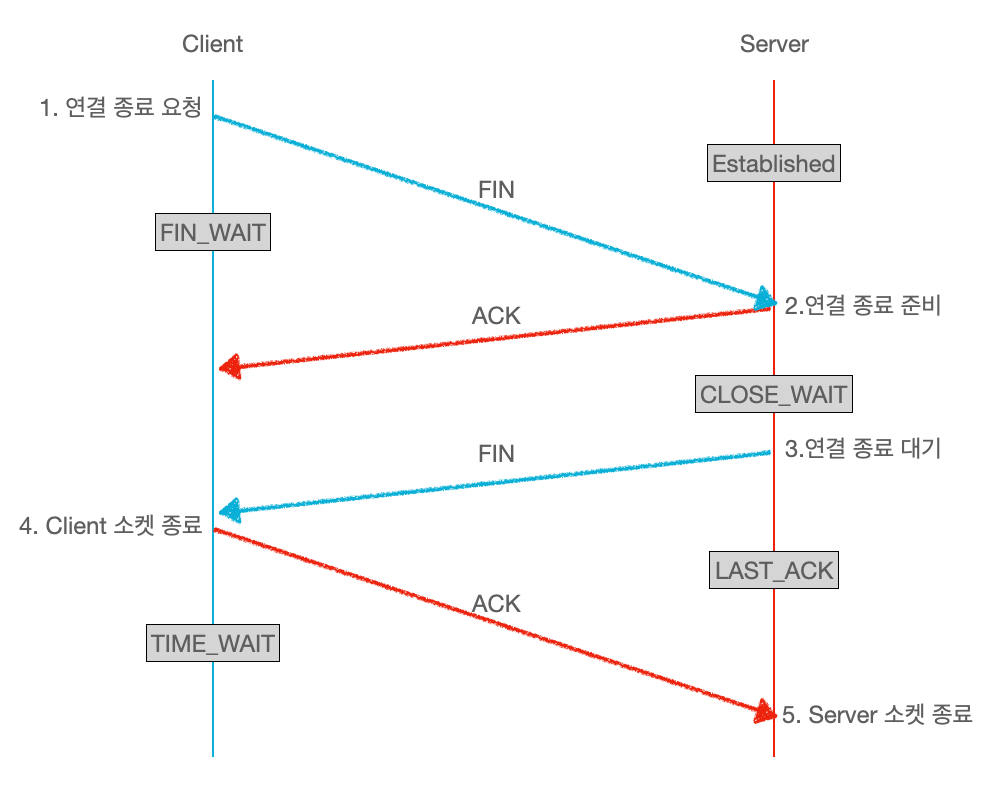 Client
Server
1. 연결 종료 요청
Established
FIN
FIN_WAIT
2.연결 종료 준비
ACK
CLOSE_WAIT
3.연결 종료 대기
FIN
4. Client 소켓 종료
LAST_ACK
ACK
TIME_WAIT
5. Server 소켓 종료